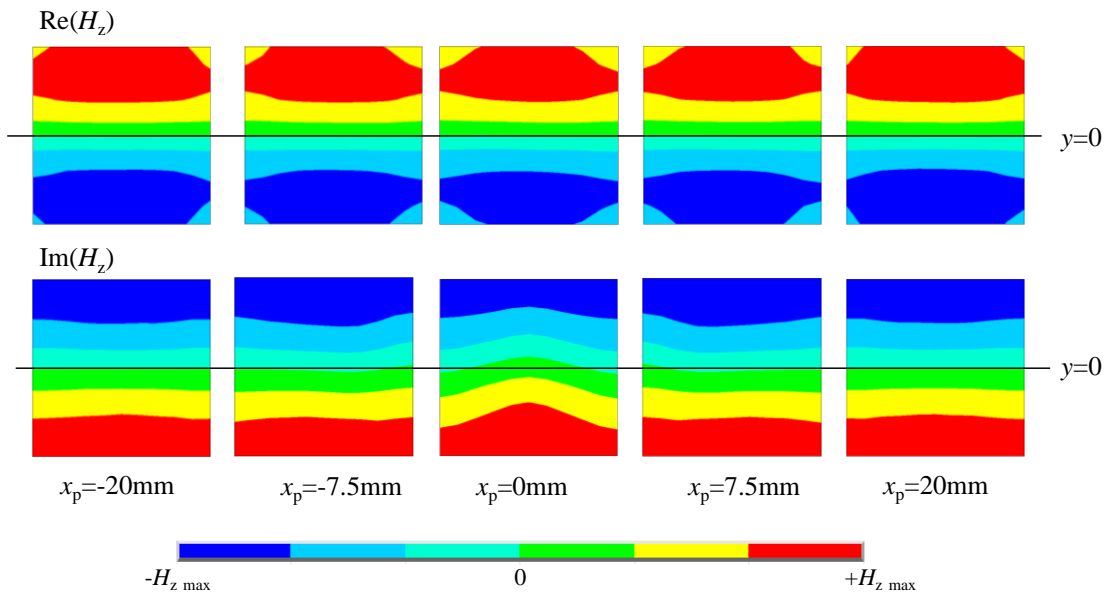 Re(Hz)
y=0
Im(Hz)
y=0
xp=-20mm xp=-7.5mm xp=0mm xp=7.5mm xp=20mm
-Hz max 0 +Hz max